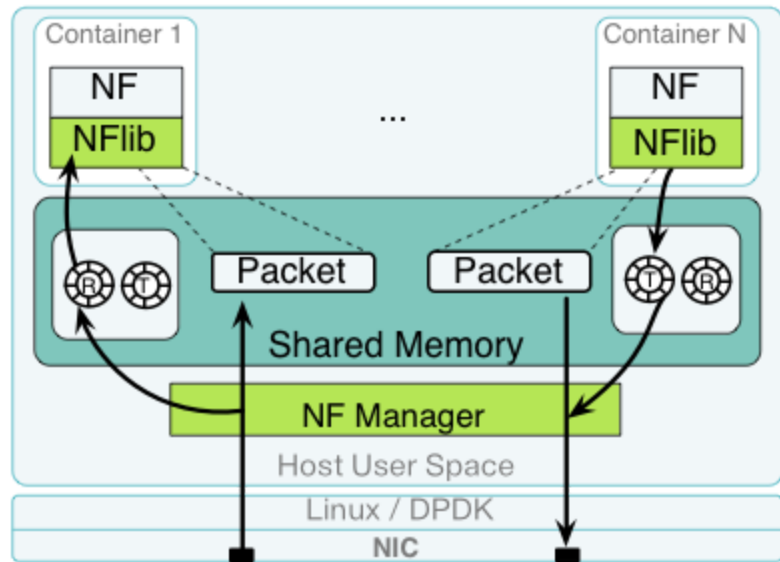 Container 1
Container N
NF
NF
NFlib
...
NFlib
R
T
Packet
Packet
T
R
Shared Memory
NF Manager
Host User Space
Linux / DPDK
NIC